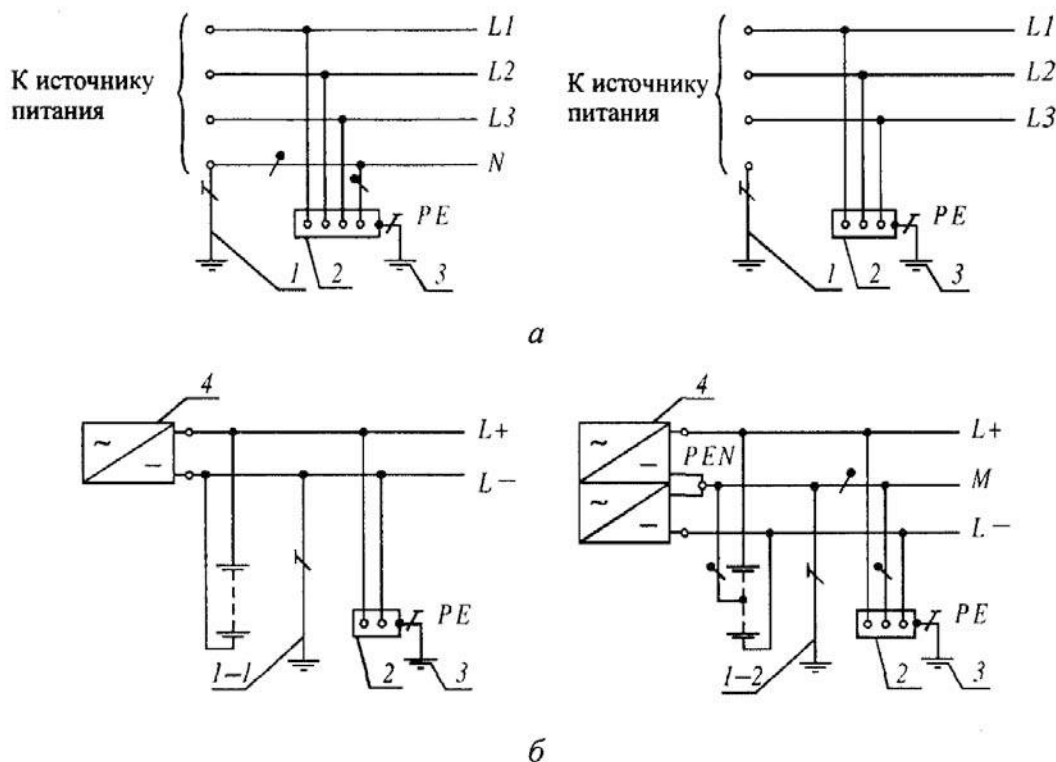 К источнику
питания
L1
L2
L3
N
PE
1
2
3
К источнику
питания
L1
L2
L3
PE
1
2
3
а
4
~
−
L+
L−
PE
1-1
2
3
4
~
−
~
−
PEN
L+
M
L−
PE
1-2
2
3
б